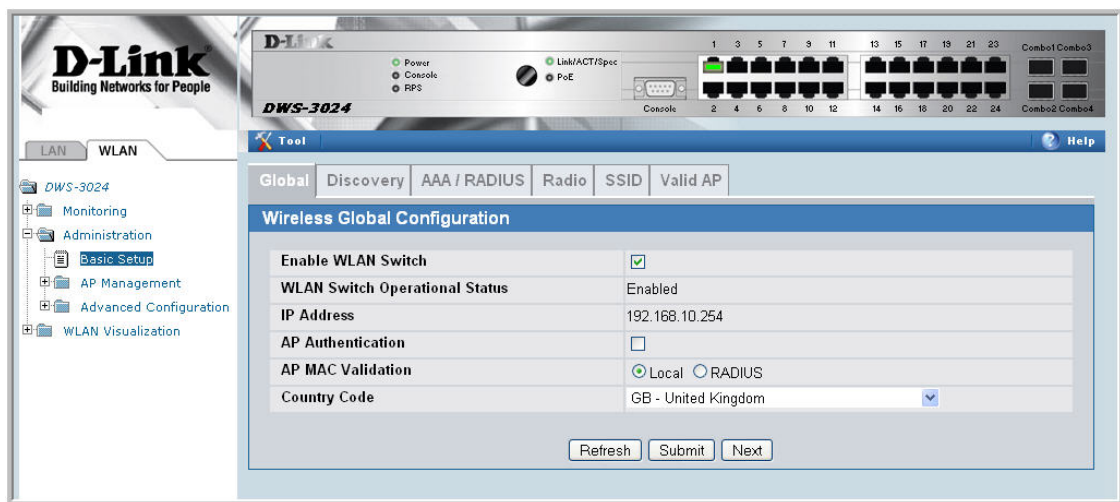 D-Link
Building Networks for People
D-Link
Power
Console
RPS
Link/ACT/Spec
PoE
DWS-3024
Console
1 3 5 7 9 11 13 15 17 19 21 23
2 4 6 8 10 12 14 16 18 20 22 24
Combo1 Combo3
Combo2 Combo4
LAN WLAN
Tool
Help
DWS-3024
Monitoring
Administration
Basic Setup
AP Management
Advanced Configuration
WLAN Visualization
Global Discovery AAA / RADIUS Radio SSID Valid AP
Wireless Global Configuration
Enable WLAN Switch
WLAN Switch Operational Status Enabled
IP Address 192.168.10.254
AP Authentication
AP MAC Validation Local RADIUS
Country Code GB - United Kingdom
Refresh Submit Next